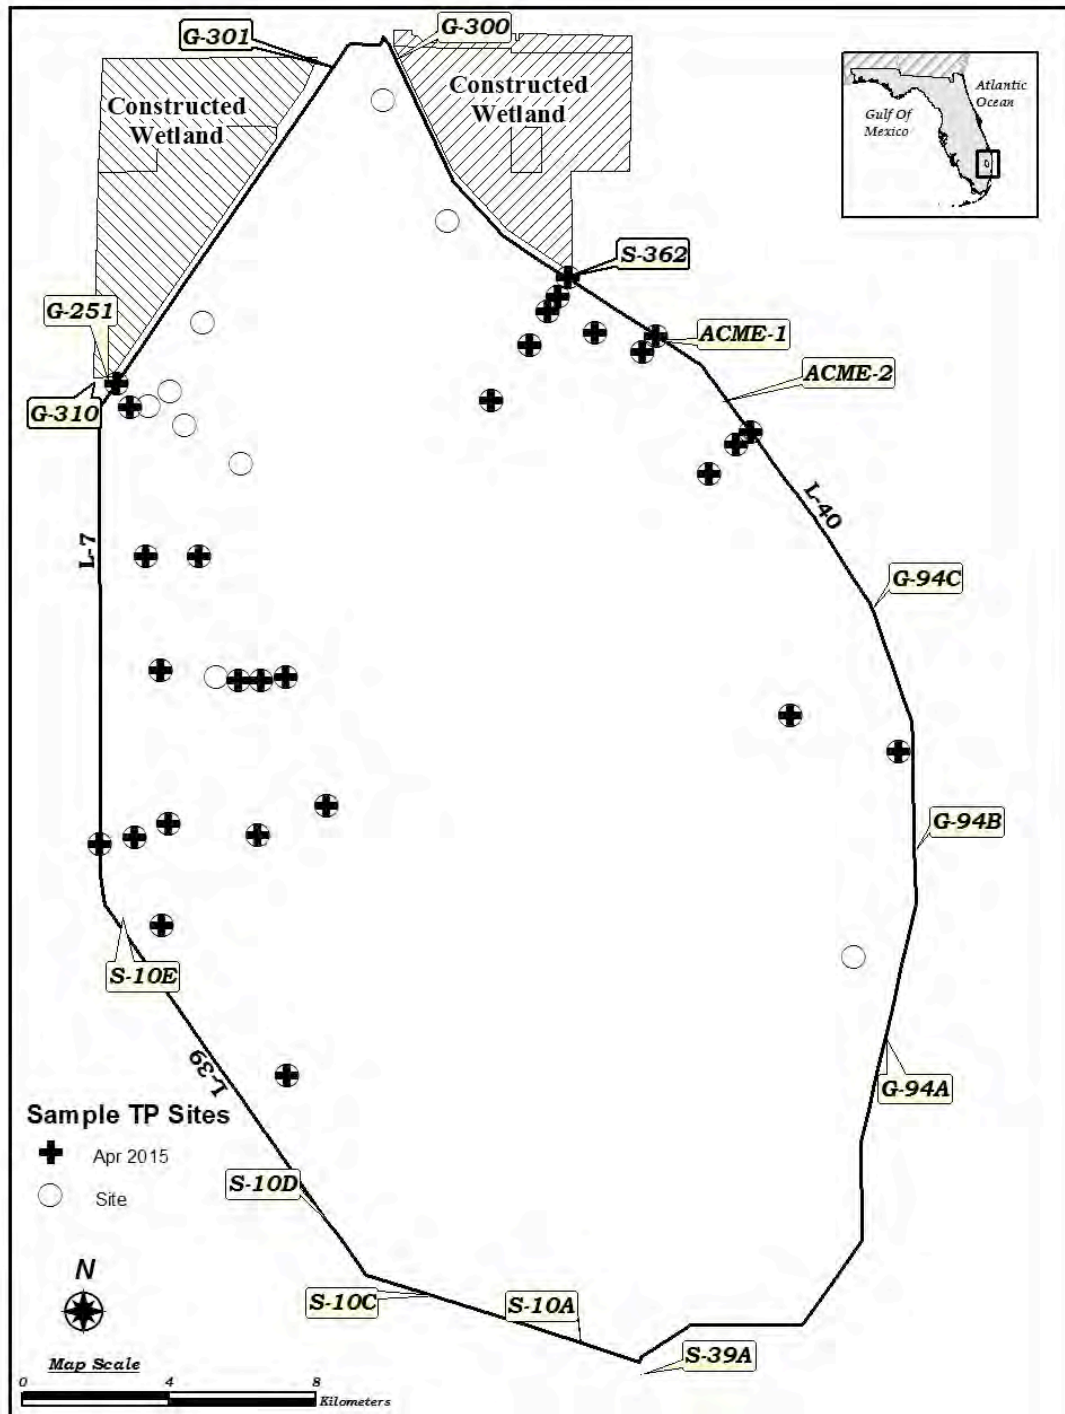 G-301
G-300
Constructed
Wetland
Constructed
Wetland
Atlantic
Ocean
Gulf Of
Mexico
S-362
G-251
ACME-1
ACME-2
G-310
L-40
L-7
G-94C
G-94B
S-10E
L-39
G-94A
Sample TP Sites
Apr 2015
Site
S-10D
N
S-10C
S-10A
S-39A
Map Scale
0 4 8
Kilometers